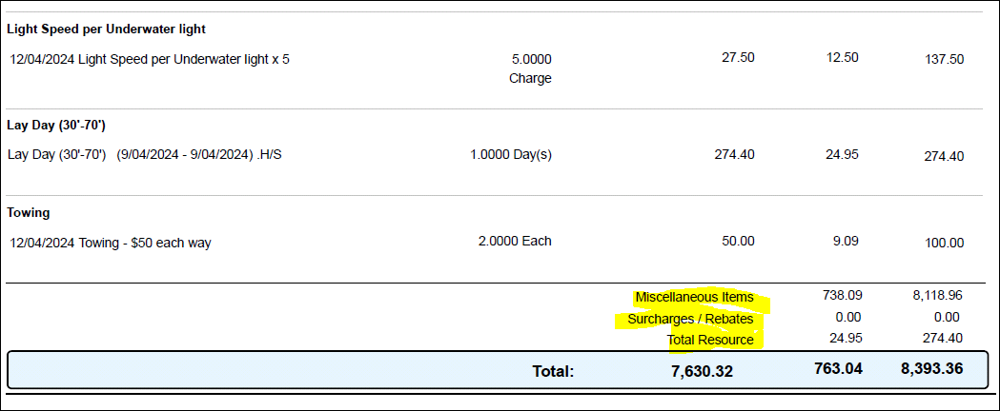 Light Speed per Underwater light
12/04/2024 Light Speed per Underwater light x 5 5.0000 27.50 12.50 137.50
Charge
Lay Day (30'-70')
Lay Day (30'-70') (9/04/2024 - 9/04/2024) .H/S 1.0000 Day(s) 274.40 24.95 274.40
Towing
12/04/2024 Towing - $50 each way 2.0000 Each 50.00 9.09 100.00
Miscellaneous Items 738.09 8,118.96
Surcharges / Rebates 0.00 0.00
Total Resource 24.95 274.40
Total: 7,630.32 763.04 8,393.36